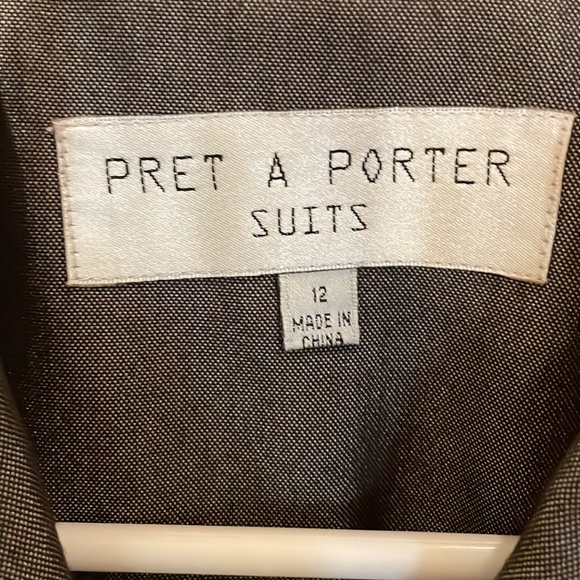 PRET A PORTER
SUITS
12
MADE IN
CHINA